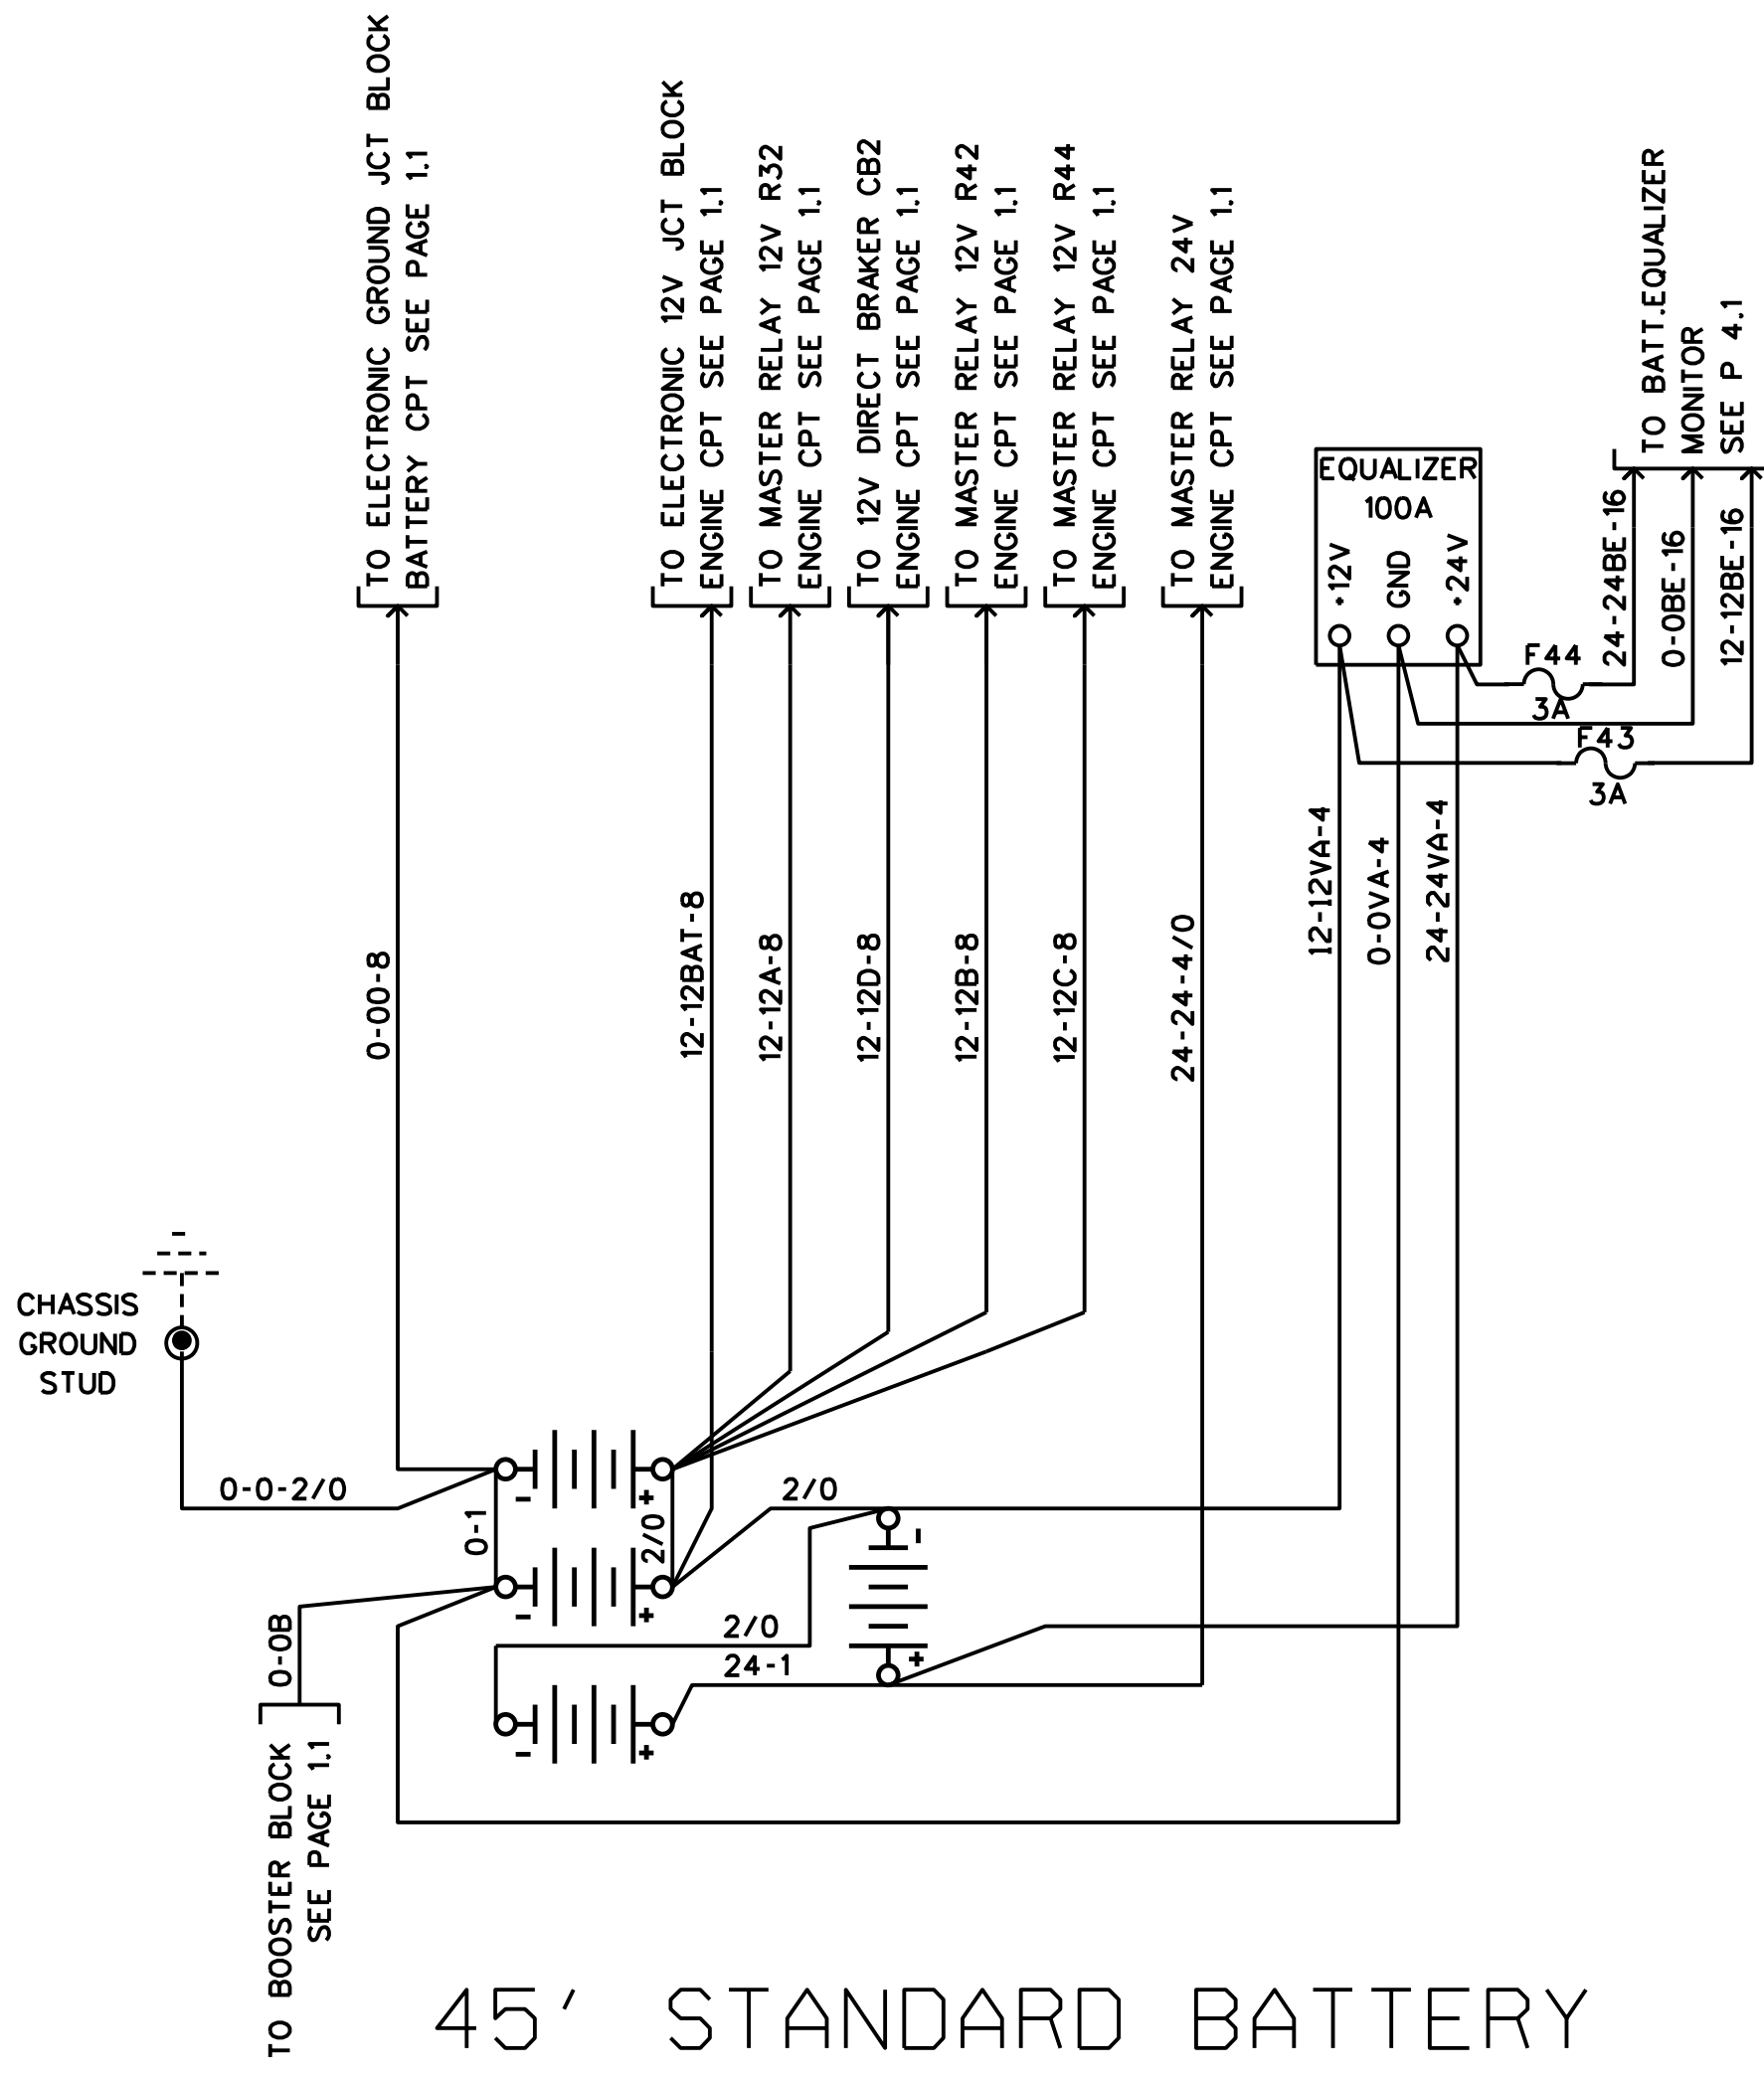 TO ELECTRONIC GROUND JCT BLOCK
BATTERY CPT SEE PAGE 1.1
TO ELECTRONIC 12V JCT BLOCK
ENGINE CPT SEE PAGE 1.1
TO MASTER RELAY 12V R32
ENGINE CPT SEE PAGE 1.1
TO 12V DIRECT BRAKER CB2
ENGINE CPT SEE PAGE 1.1
TO MASTER RELAY 12V R42
ENGINE CPT SEE PAGE 1.1
TO MASTER RELAY 12V R44
ENGINE CPT SEE PAGE 1.1
TO MASTER RELAY 24V
ENGINE CPT SEE PAGE 1.1
TO BATT.EQUALIZER
MONITOR
SEE P 4.1
EQUALIZER
100A
+12V
GND
+24V
24-24BE-16
0-0BE-16
12-12BE-16
F44
3A
F43
3A
0-00-8
12-12BAT-8
12-12A-8
12-12D-8
12-12B-8
12-12C-8
24-24-4/0
12-12VA-4
0-0VA-4
24-24VA-4
CHASSIS
GROUND
STUD
0-0-2/0
0-1
- +
2/0
2/0
-
- +
0-0B
2/0
24-1
+
- +
TO BOOSTER BLOCK
SEE PAGE 1.1
45' STANDARD BATTERY